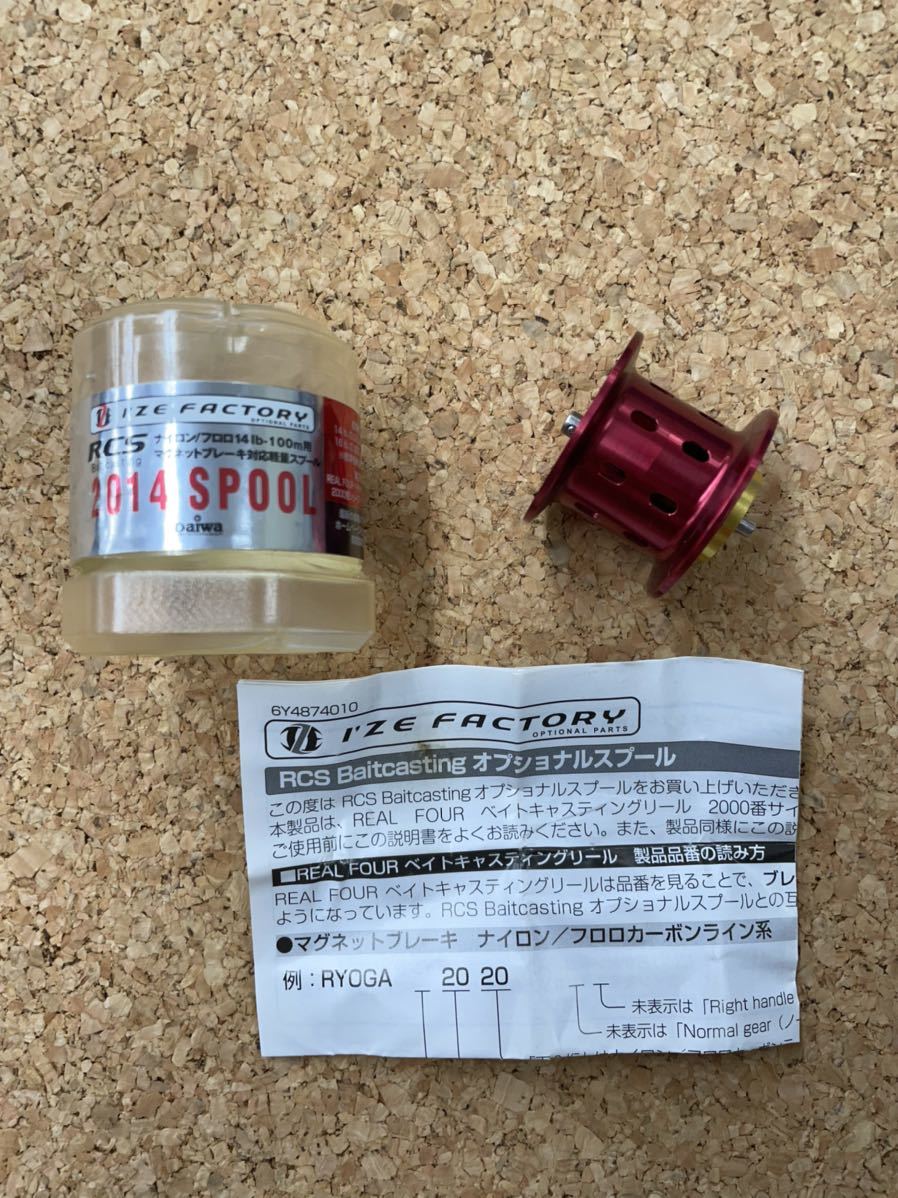 I'ZE FACTORY
OPTIONAL PARTS
RCS ナイロン/フロロ14lb-100m用
BAITCASTING マグネットブレーキ対応軽量スプール
2014 SPOOL
Daiwa
REAL FOUR
2000番
6Y4874010
I'ZE FACTORY
OPTIONAL PARTS
RCS Baitcasting オプショナルスプール
この度は RCS Baitcasting オプショナルスプールをお買い上げいただき
本製品は、REAL FOUR ベイトキャスティングリール 2000番サイ
ご使用前にこの説明書をよくお読みください。また、製品同様にこの説
■REAL FOUR ベイトキャスティングリール 製品品番の読み方
REAL FOUR ベイトキャスティングリールは品番を見ることで、ブレ
ようになっています。RCS Baitcasting オプショナルスプールとの互
●マグネットブレーキ ナイロン/フロロカーボンライン系
例：RYOGA 20 20
未表示は「Right handle
未表示は「Normal gear（ノー